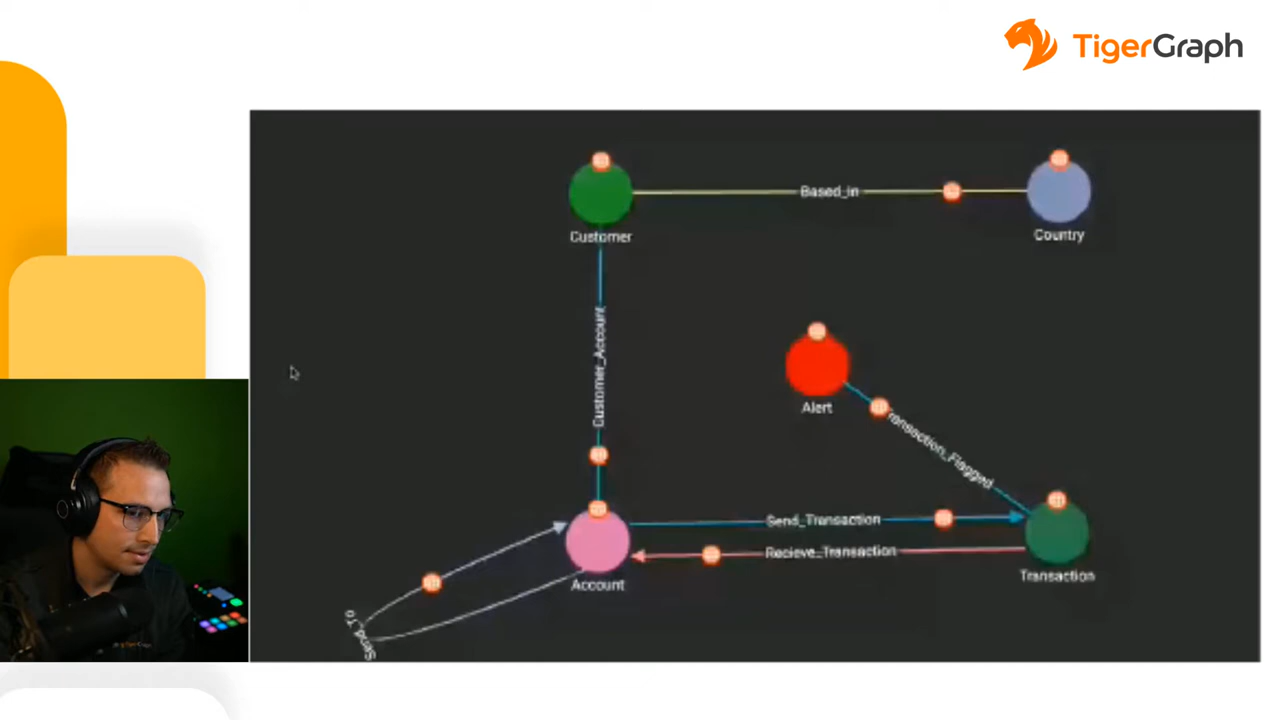 TigerGraph
Based_In
Customer
Country
Customer_Account
Alert
Transaction_Flagged
Send_Transaction
Recieve_Transaction
Account
Transaction
Send_To